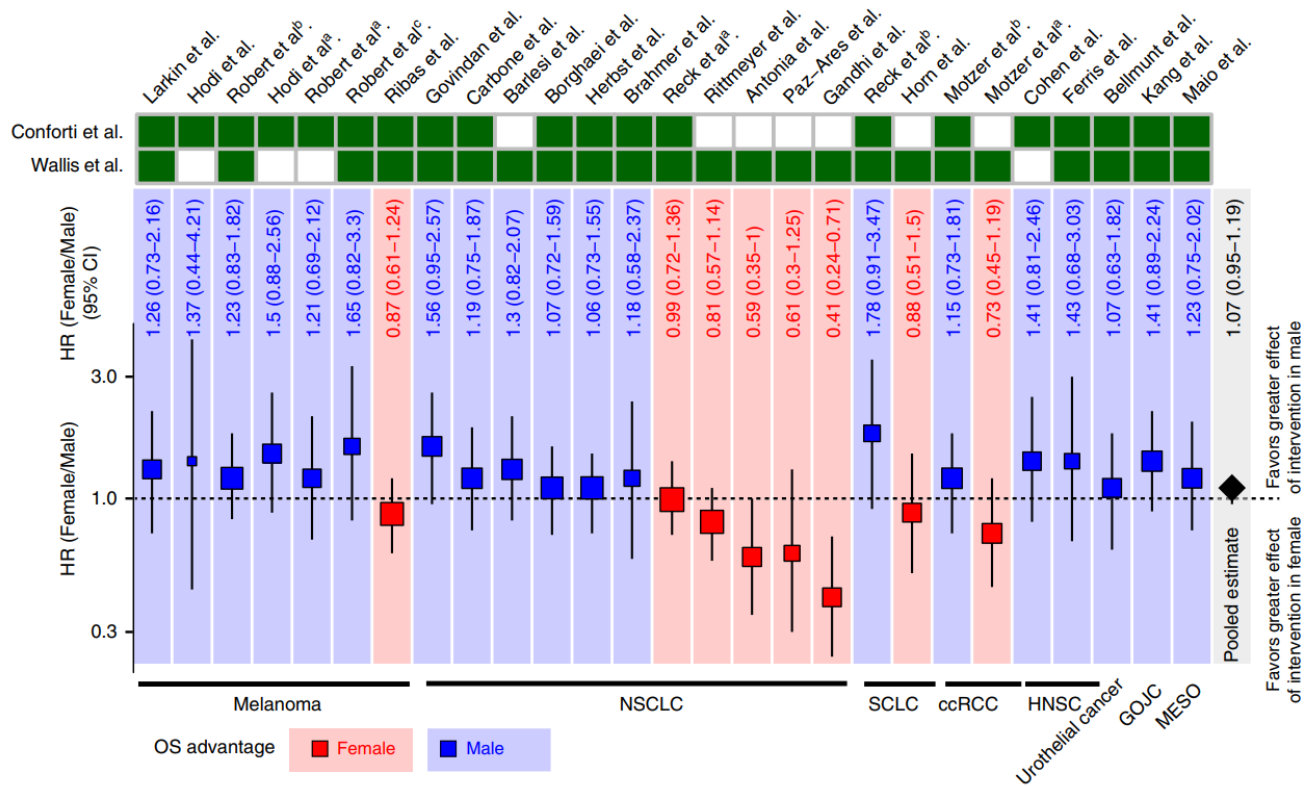 Larkin et al.
Hodi et al.
Robert et al^b.
Hodi et al^a.
Robert et al^a.
Robert et al^c.
Ribas et al.
Govindan et al.
Carbone et al.
Barlesi et al.
Borghaei et al.
Herbst et al.
Brahmer et al.
Reck et al^a.
Rittmeyer et al.
Antonia et al.
Paz–Ares et al.
Gandhi et al.
Reck et al^b.
Horn et al.
Motzer et al^b.
Motzer et al^a.
Cohen et al.
Ferris et al.
Bellmunt et al.
Kang et al.
Maio et al.
Conforti et al.
Wallis et al.
HR (Female/Male)
(95% CI)
1.26 (0.73–2.16)
1.37 (0.44–4.21)
1.23 (0.83–1.82)
1.5 (0.88–2.56)
1.21 (0.69–2.12)
1.65 (0.82–3.3)
0.87 (0.61–1.24)
1.56 (0.95–2.57)
1.19 (0.75–1.87)
1.3 (0.82–2.07)
1.07 (0.72–1.59)
1.06 (0.73–1.55)
1.18 (0.58–2.37)
0.99 (0.72–1.36)
0.81 (0.57–1.14)
0.59 (0.35–1)
0.61 (0.3–1.25)
0.41 (0.24–0.71)
1.78 (0.91–3.47)
0.88 (0.51–1.5)
1.15 (0.73–1.81)
0.73 (0.45–1.19)
1.41 (0.81–2.46)
1.43 (0.68–3.03)
1.07 (0.63–1.82)
1.41 (0.89–2.24)
1.23 (0.75–2.02)
1.07 (0.95–1.19)
HR (Female/Male)
3.0
1.0
0.3
Pooled estimate
Favors greater effect
of intervention in male
Favors greater effect
of intervention in female
Melanoma
NSCLC
SCLC
ccRCC
HNSC
Urothelial cancer
GOJC
MESO
OS advantage
Female
Male